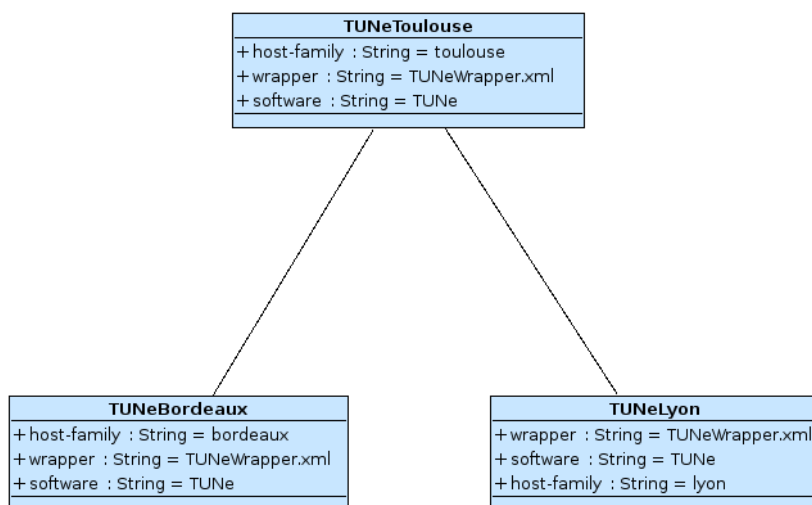 TUNeToulouse
+ host-family : String = toulouse
+ wrapper : String = TUNeWrapper.xml
+ software : String = TUNe
TUNeBordeaux
+ host-family : String = bordeaux
+ wrapper : String = TUNeWrapper.xml
+ software : String = TUNe
TUNeLyon
+ wrapper : String = TUNeWrapper.xml
+ software : String = TUNe
+ host-family : String = lyon